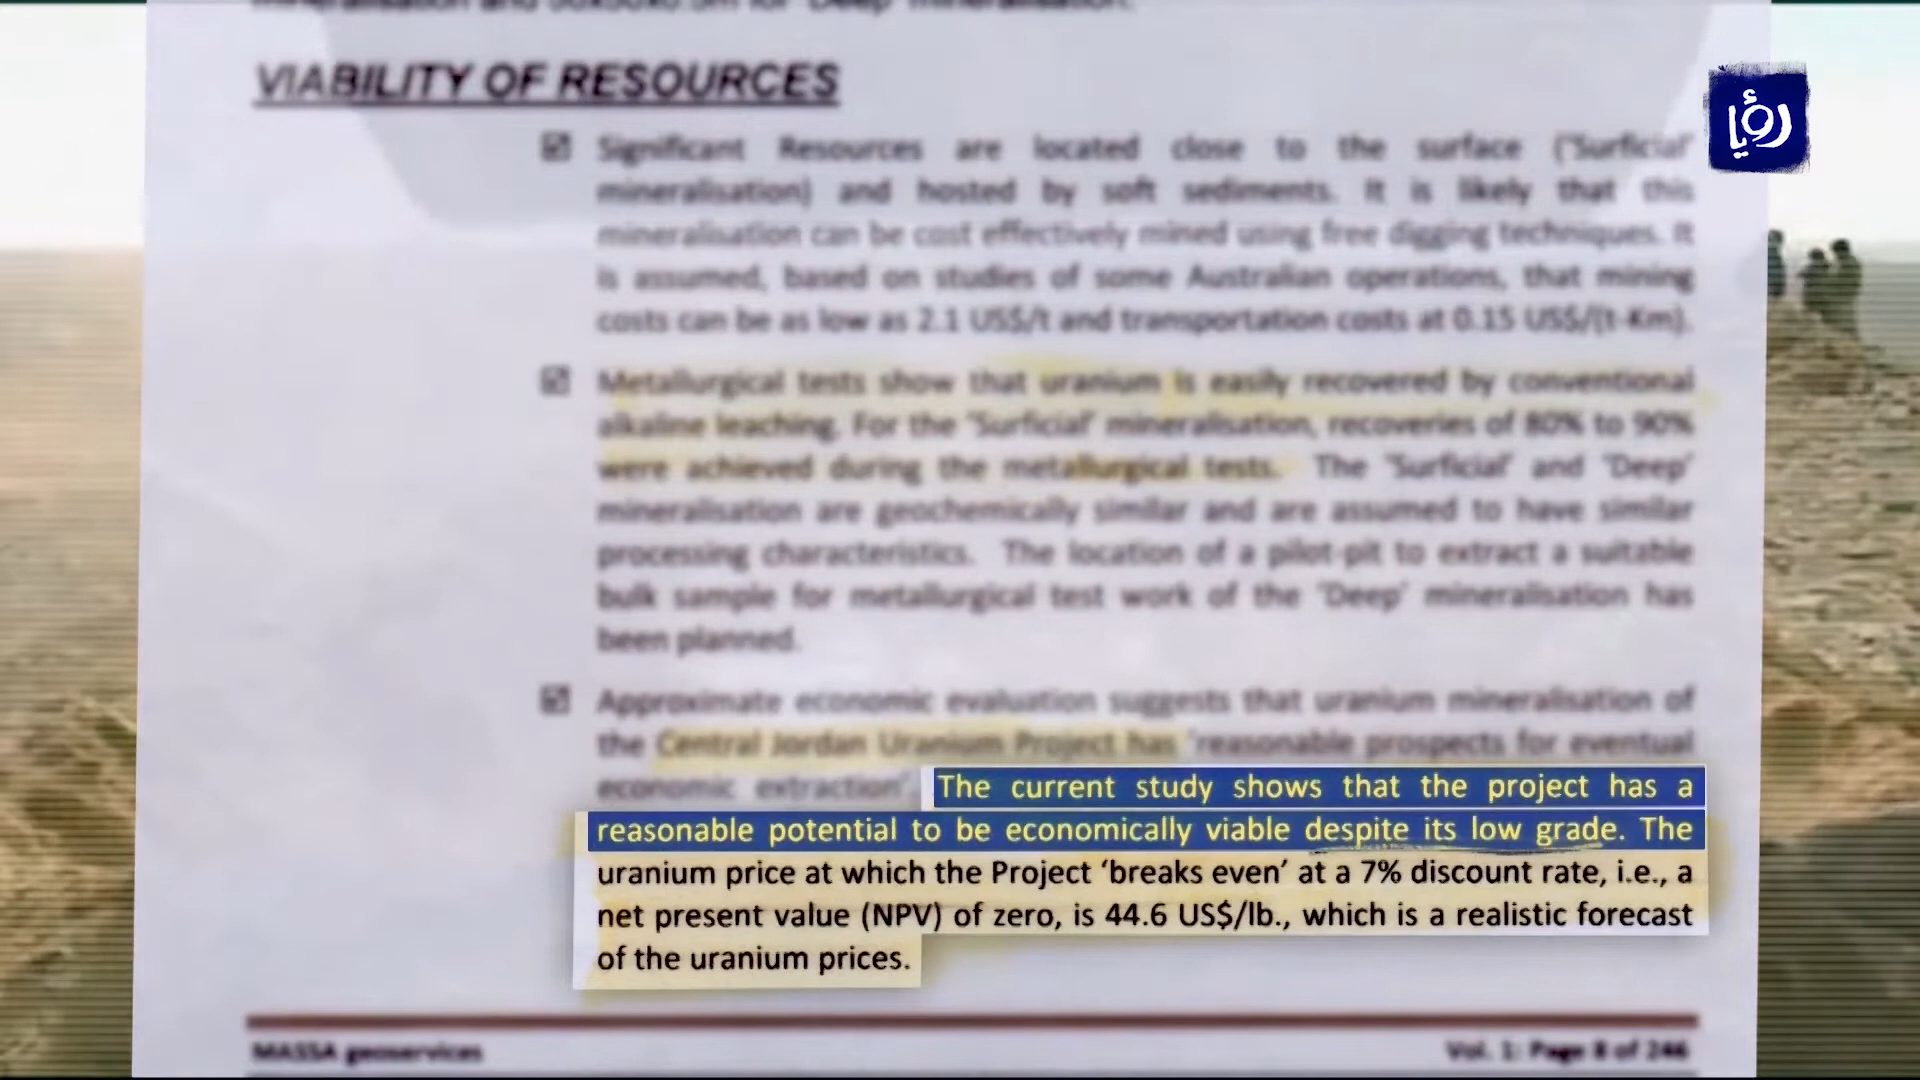 mineralisation and 50x50x0.5m for 'Deep' mineralisation.
VIABILITY OF RESOURCES
رؤيا
☑ Significant Resources are located close to the surface ('Surficial'
mineralisation) and hosted by soft sediments. It is likely that this
mineralisation can be cost effectively mined using free digging techniques. It
is assumed, based on studies of some Australian operations, that mining
costs can be as low as 2.1 US$/t and transportation costs at 0.15 US$/(t-Km).
☑ Metallurgical tests show that uranium is easily recovered by conventional
alkaline leaching. For the 'Surficial' mineralisation, recoveries of 80% to 90%
were achieved during the metallurgical tests. The 'Surficial' and 'Deep'
mineralisation are geochemically similar and are assumed to have similar
processing characteristics. The location of a pilot-pit to extract a suitable
bulk sample for metallurgical test work of the 'Deep' mineralisation has
been planned.
☑ Approximate economic evaluation suggests that uranium mineralisation of
the Central Jordan Uranium Project has 'reasonable prospects for eventual
economic extraction'. The current study shows that the project has a
reasonable potential to be economically viable despite its low grade. The
uranium price at which the Project ‘breaks even’ at a 7% discount rate, i.e., a
net present value (NPV) of zero, is 44.6 US$/lb., which is a realistic forecast
of the uranium prices.
MASSA geoservices
Vol. 1: Page 8 of 246